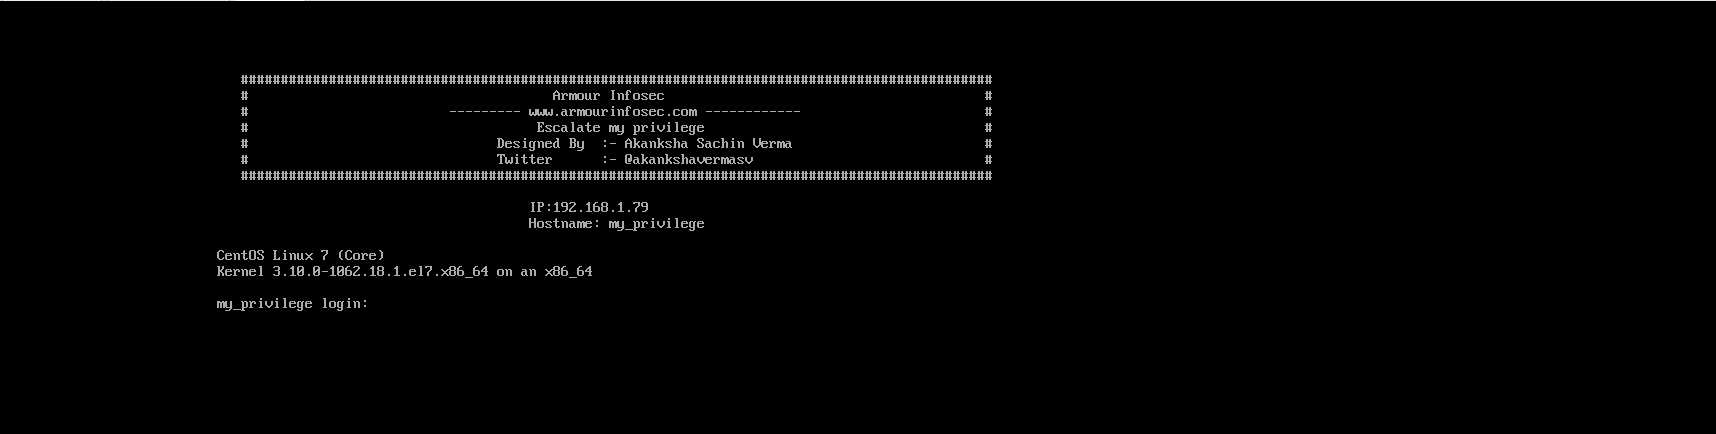 ##############################################################################################
# Armour Infosec #
# --------- www.armourinfosec.com ------------ #
# Escalate my privilege #
# Designed By :- Akanksha Sachin Verma #
# Twitter :- @akankshavermasv #
##############################################################################################
IP:192.168.1.79
Hostname: my_privilege
CentOS Linux 7 (Core)
Kernel 3.10.0-1062.18.1.el7.x86_64 on an x86_64
my_privilege login: